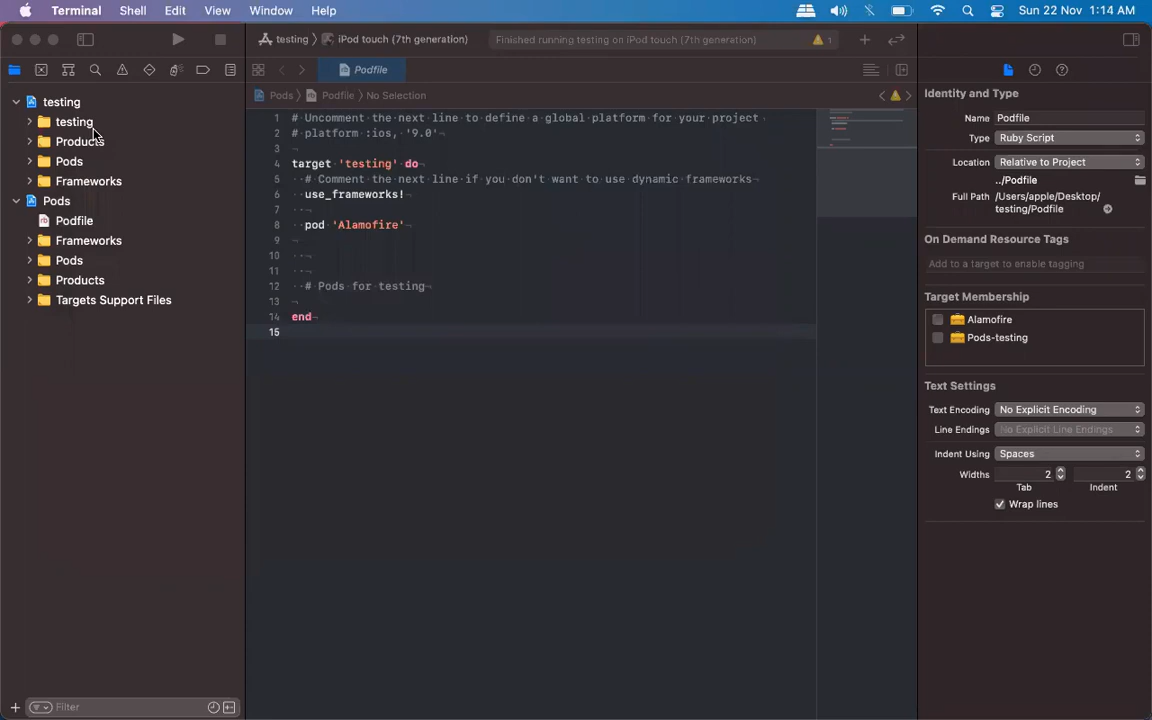 Terminal Shell Edit View Window Help Sun 22 Nov 1:14 AM
testing iPod touch (7th generation) Finished running testing on iPod touch (7th generation) 1
Podfile
Pods Podfile No Selection
testing
testing
Products
Pods
Frameworks
Pods
Podfile
Frameworks
Pods
Products
Targets Support Files
Filter
1 # Uncomment the next line to define a global platform for your project
2 # platform :ios, '9.0'
3
4 target 'testing' do
5 # Comment the next line if you don't want to use dynamic frameworks
6 use_frameworks!
7
8 pod 'Alamofire'
9
10
11
12 # Pods for testing
13
14 end
15
Identity and Type
Name Podfile
Type Ruby Script
Location Relative to Project
../Podfile
Full Path /Users/apple/Desktop/
testing/Podfile
On Demand Resource Tags
Add to a target to enable tagging
Target Membership
Alamofire
Pods-testing
Text Settings
Text Encoding No Explicit Encoding
Line Endings No Explicit Line Endings
Indent Using Spaces
Widths 2 2
Tab Indent
Wrap lines